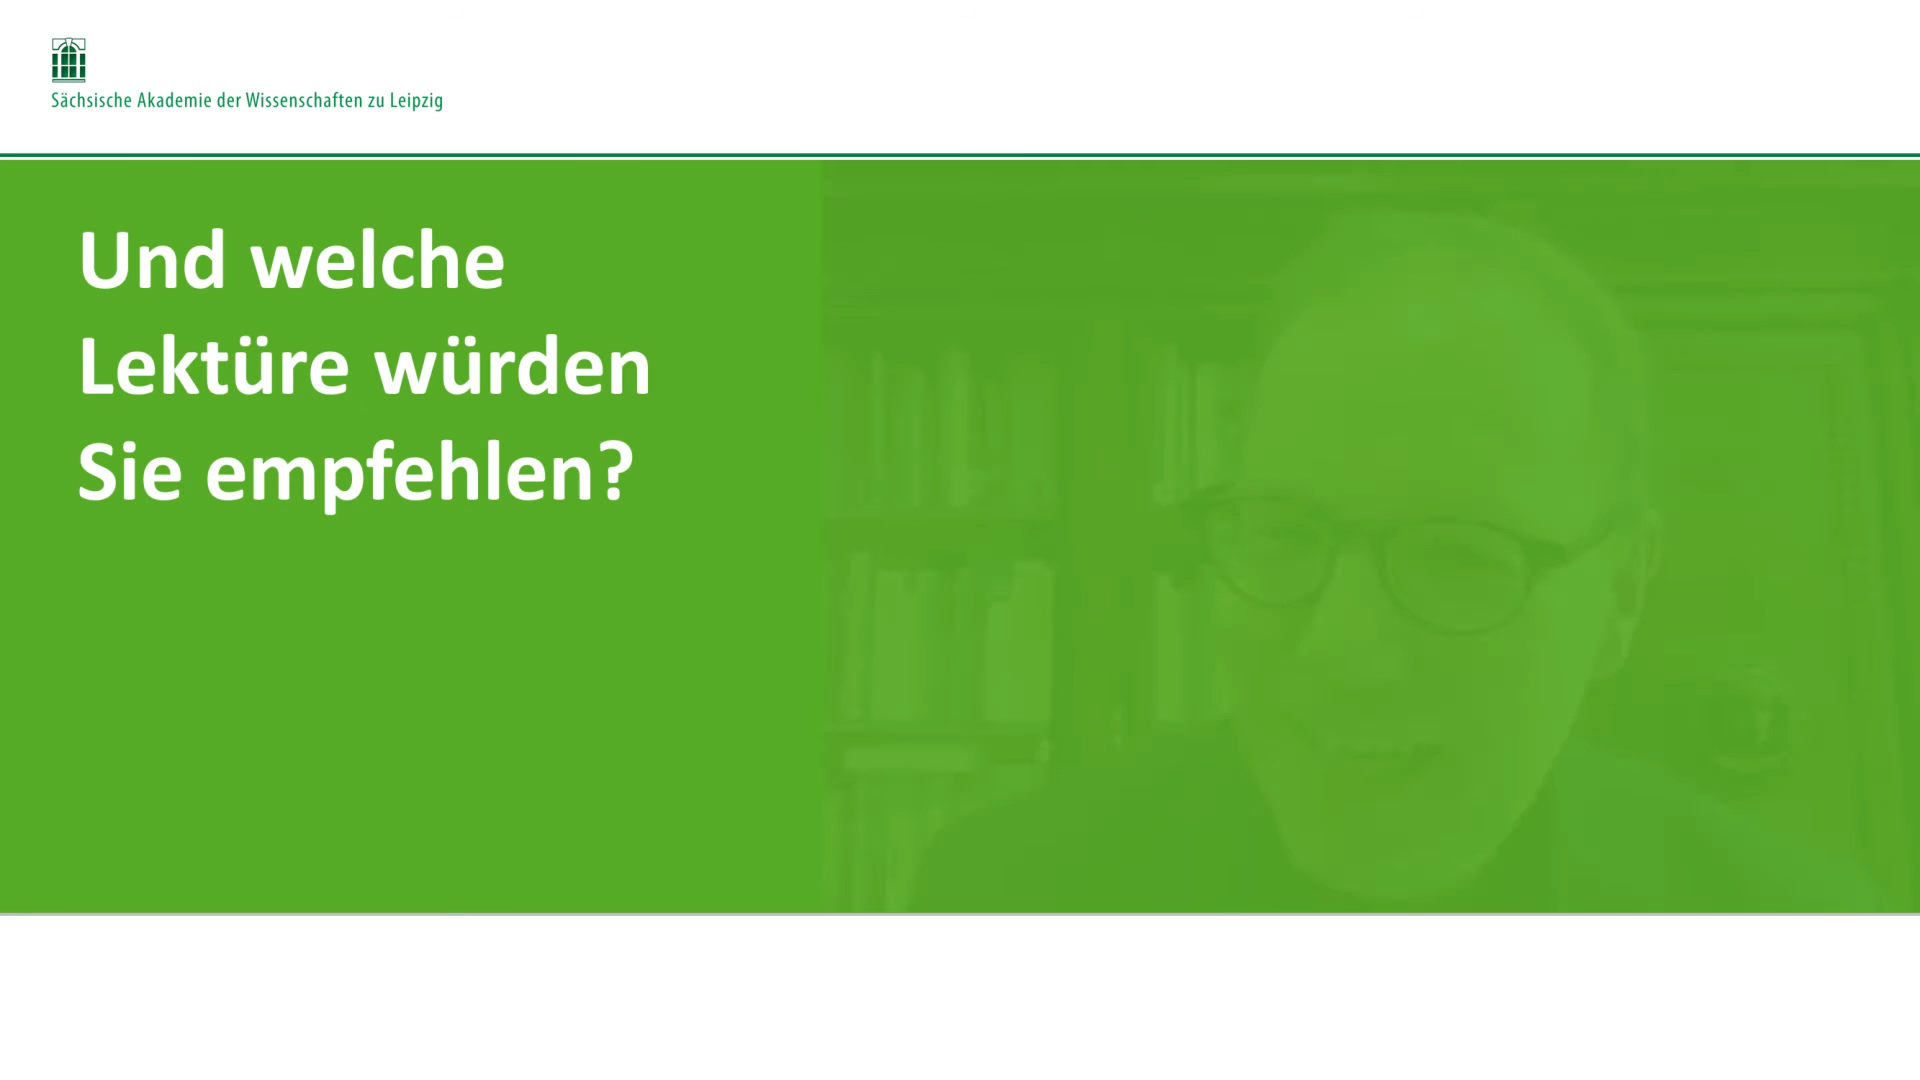 Sächsische Akademie der Wissenschaften zu Leipzig
Und welche
Lektüre würden
Sie empfehlen?